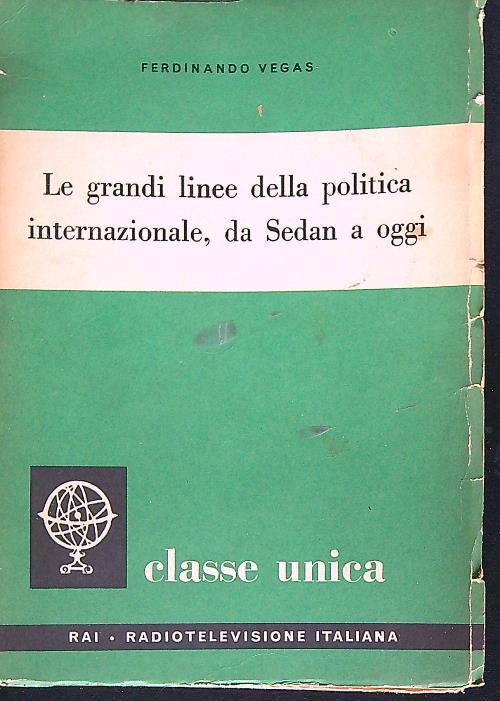 FERDINANDO VEGAS
Le grandi linee della politica
internazionale, da Sedan a oggi
classe unica
RAI • RADIOTELEVISIONE ITALIANA